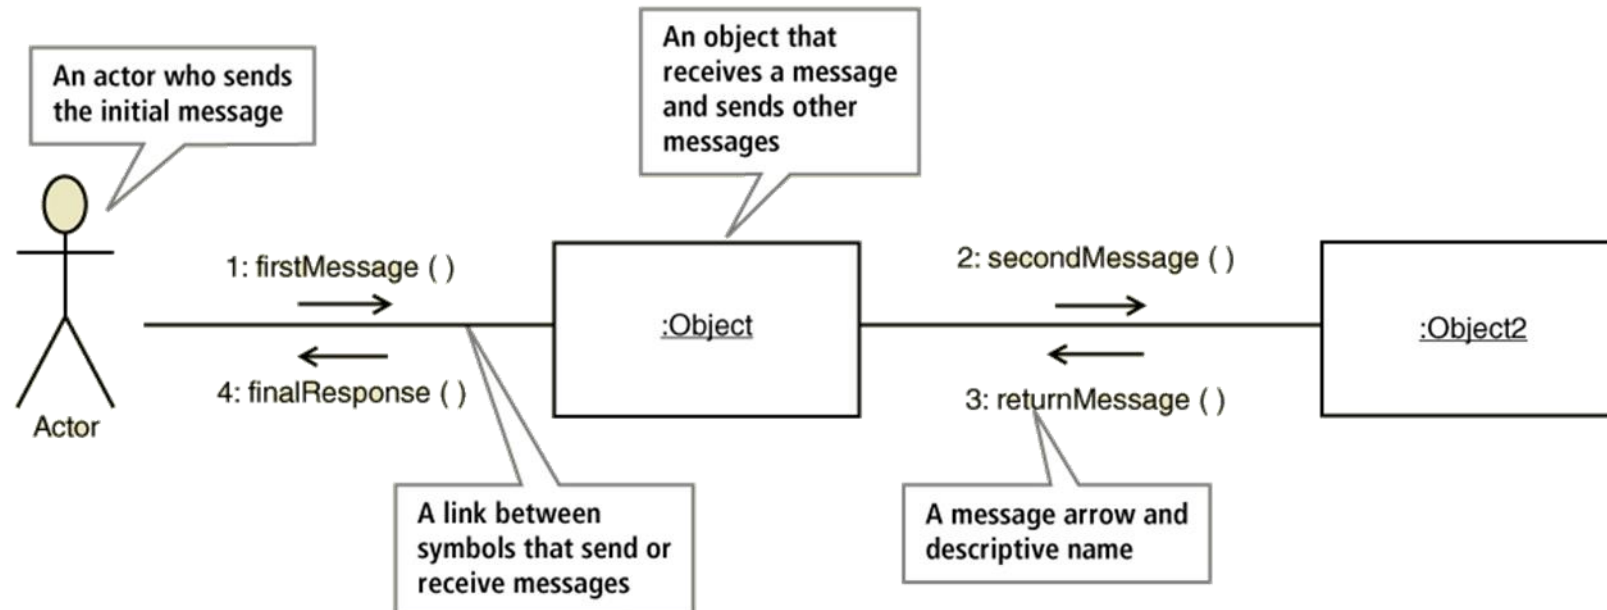 An actor who sends
the initial message
An object that
receives a message
and sends other
messages
1: firstMessage ( )
2: secondMessage ( )
:Object
:Object2
4: finalResponse ( )
3: returnMessage ( )
Actor
A link between
symbols that send or
receive messages
A message arrow and
descriptive name